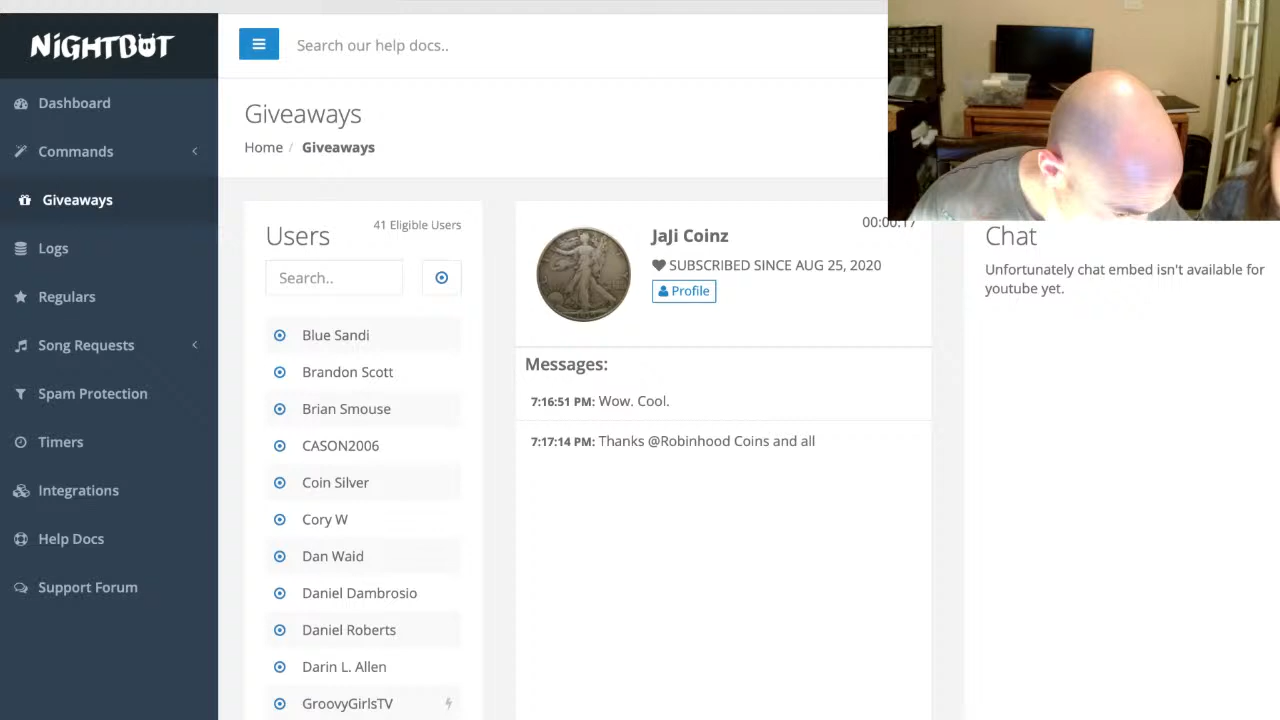 NiGHTBOT
Search our help docs..
Dashboard
Commands
Giveaways
Logs
Regulars
Song Requests
Spam Protection
Timers
Integrations
Help Docs
Support Forum
Giveaways
Home / Giveaways
Users
41 Eligible Users
Search..
Blue Sandi
Brandon Scott
Brian Smouse
CASON2006
Coin Silver
Cory W
Dan Waid
Daniel Dambrosio
Daniel Roberts
Darin L. Allen
GroovyGirlsTV
00:00:17
JaJi Coinz
SUBSCRIBED SINCE AUG 25, 2020
Profile
Messages:
7:16:51 PM: Wow. Cool.
7:17:14 PM: Thanks @Robinhood Coins and all
Chat
Unfortunately chat embed isn't available for
youtube yet.